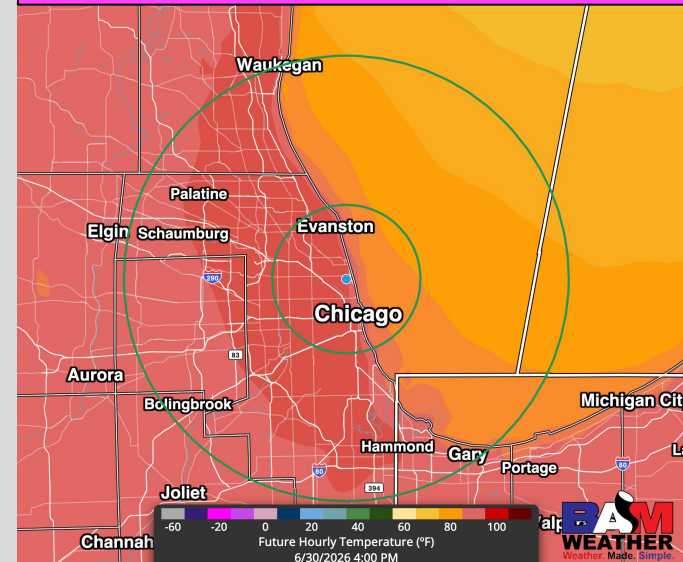 Waukegan
Palatine
Evanston
Elgin
Schaumburg
290
Chicago
83
Aurora
Bolingbrook
Michigan Cit
Hammond
Gary
Portage
80
80
394
Joliet
Channah
-60 -20 0 20 40 60 80 100
Future Hourly Temperature (°F)
6/30/2026 4:00 PM
BAM
WEATHER
Weather. Made. Simple.